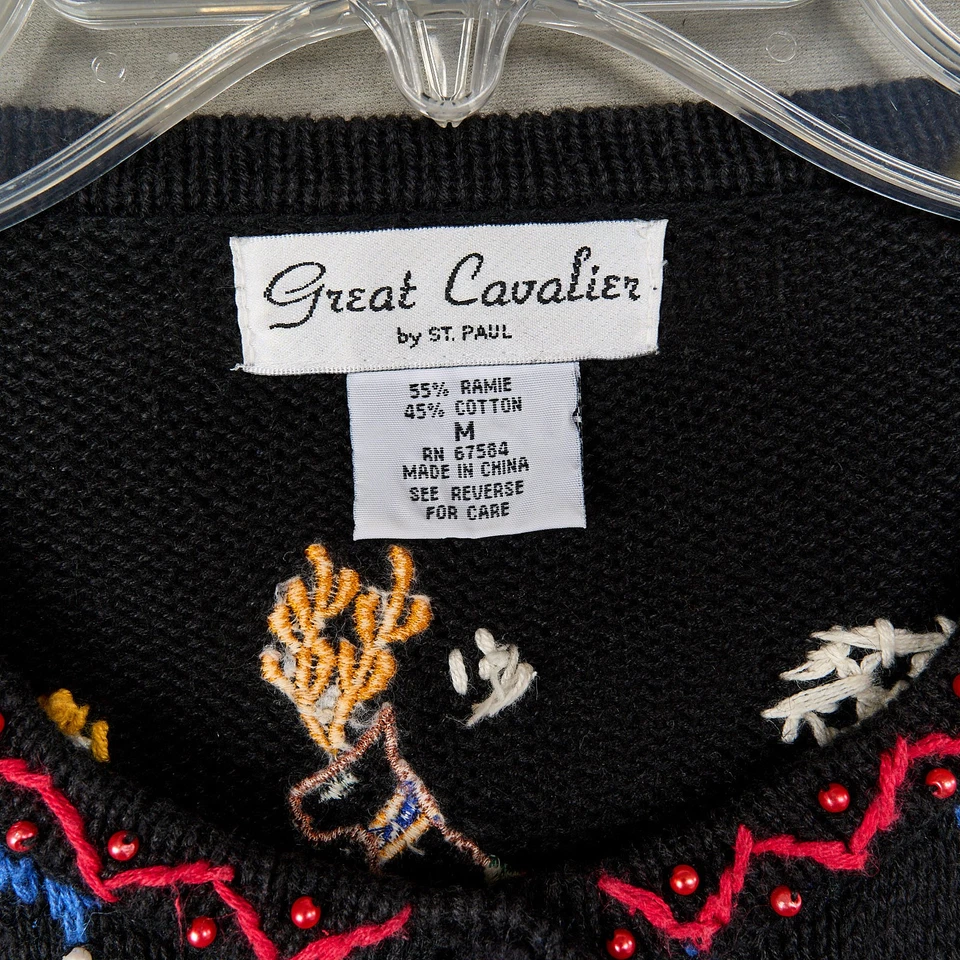 Great Cavalier
by ST. PAUL
55% RAMIE
45% COTTON
M
RN 67584
MADE IN CHINA
SEE REVERSE
FOR CARE